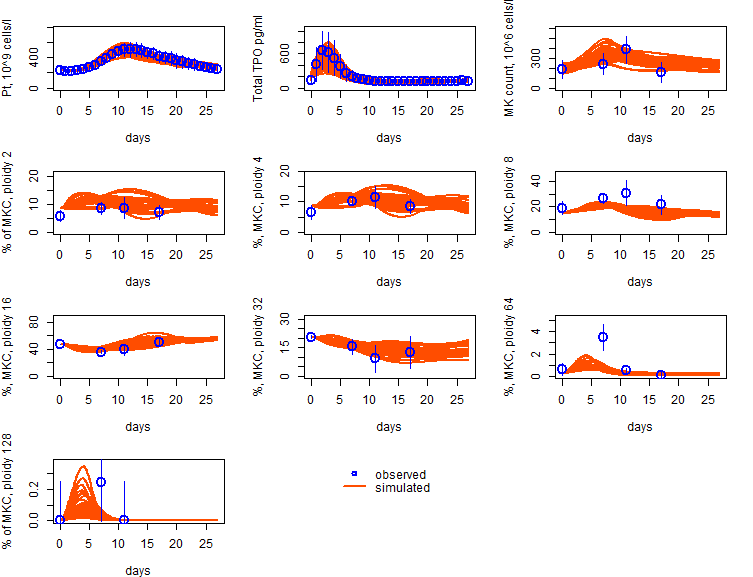 Pt, 10^9 cells/l
0 400
0 5 10 15 20 25
days
Total TPO pg/ml
0 600
0 5 10 15 20 25
days
MK count, 10^6 cells/
0 300
0 5 10 15 20 25
days
% of MKC, ploidy 2
0 10 20
0 5 10 15 20 25
days
%, MKC, ploidy 4
0 10 20
0 5 10 15 20 25
days
%, MKC, ploidy 8
0 20 40
0 5 10 15 20 25
days
%, MKC, ploidy 16
0 40 80
0 5 10 15 20 25
days
%, MKC, ploidy 32
0 15 30
0 5 10 15 20 25
days
%, MKC, ploidy 64
0 2 4
0 5 10 15 20 25
days
% of MKC, ploidy 128
0.0 0.2
0 5 10 15 20 25
days
observed
simulated